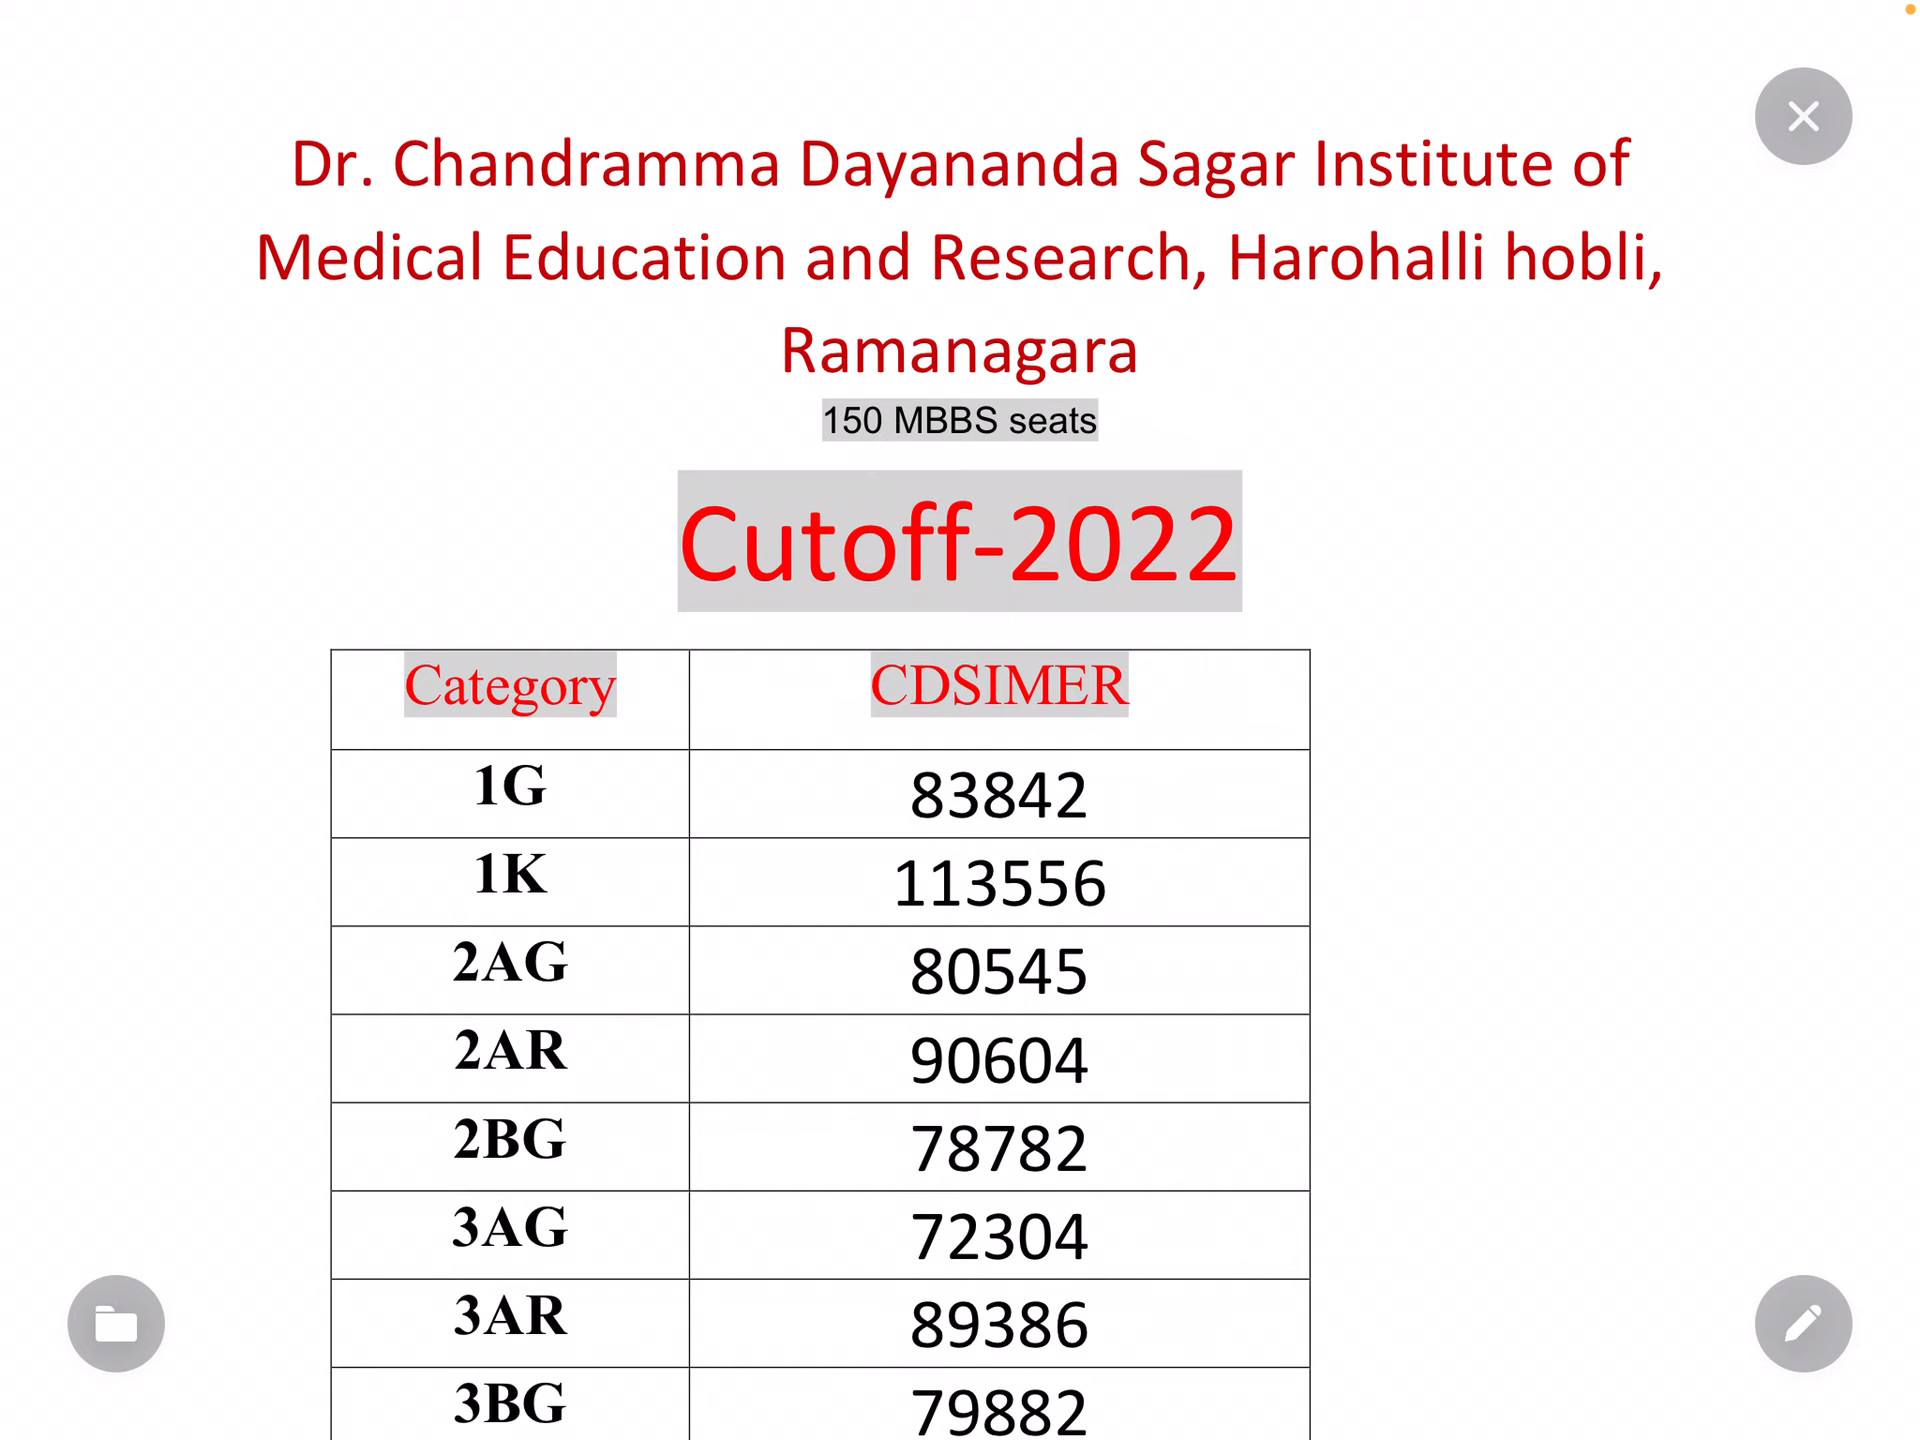 Dr. Chandramma Dayananda Sagar Institute of
Medical Education and Research, Harohalli hobli,
Ramanagara
150 MBBS seats
Cutoff-2022
Category CDSIMER
1G 83842
1K 113556
2AG 80545
2AR 90604
2BG 78782
3AG 72304
3AR 89386
3BG 79882